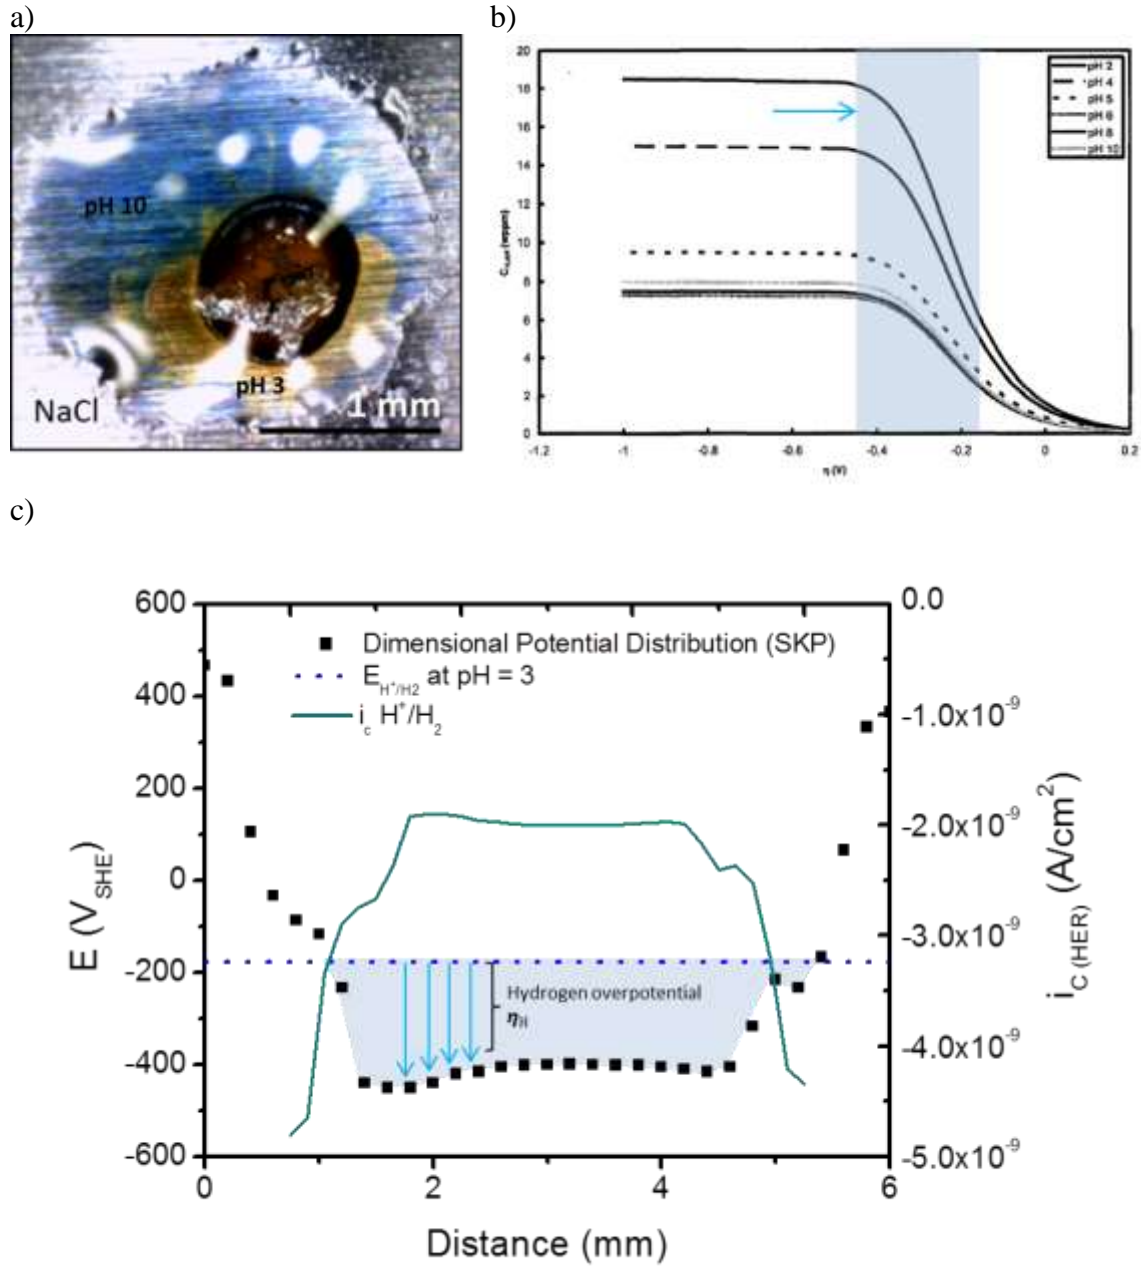 a)
b)
pH 10
pH 3
NaCl
1 mm
20
18
16
14
12
10
8
6
4
2
0
-1.2
-1
-0.8
-0.6
-0.4
-0.2
0
0.2
η (V)
pH 2
pH 4
pH 5
pH 6
pH 8
pH 10
c)
Dimensional Potential Distribution (SKP)
E_H⁺/H2 at pH = 3
i_c H⁺/H₂
Hydrogen overpotential
η_H
600
400
200
0
-200
-400
-600
E (V_SHE)
0.0
-1.0x10⁻⁹
-2.0x10⁻⁹
-3.0x10⁻⁹
-4.0x10⁻⁹
-5.0x10⁻⁹
i_C (HER) (A/cm²)
0
2
4
6
Distance (mm)